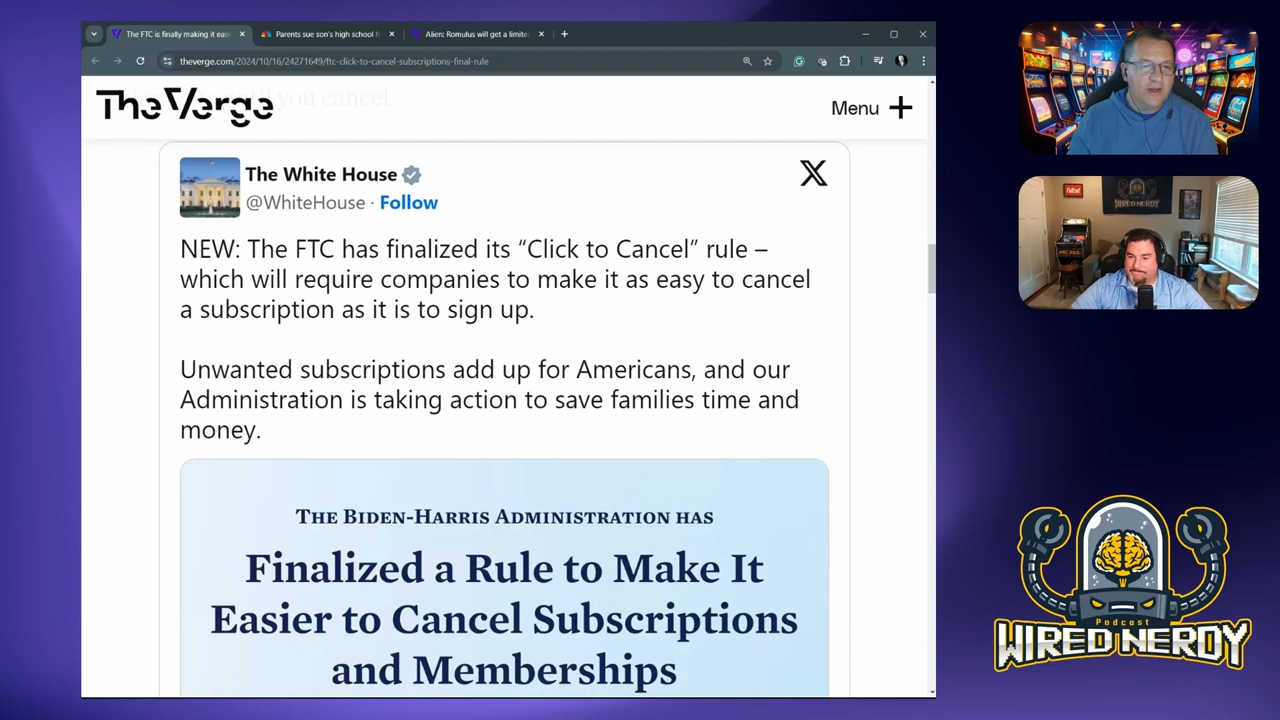 The FTC is finally making it eas
Parents sue son's high school h
Alien: Romulus will get a limite
theverge.com/2024/10/16/24271649/ftc-click-to-cancel-subscriptions-final-rule
you cancel.
TheVerge
Menu
The White House
@WhiteHouse · Follow
NEW: The FTC has finalized its “Click to Cancel” rule –
which will require companies to make it as easy to cancel
a subscription as it is to sign up.
Unwanted subscriptions add up for Americans, and our
Administration is taking action to save families time and
money.
THE BIDEN-HARRIS ADMINISTRATION HAS
Finalized a Rule to Make It
Easier to Cancel Subscriptions
and Memberships
Fallout
WIRED NERDY
Podcast
WIRED NERDY